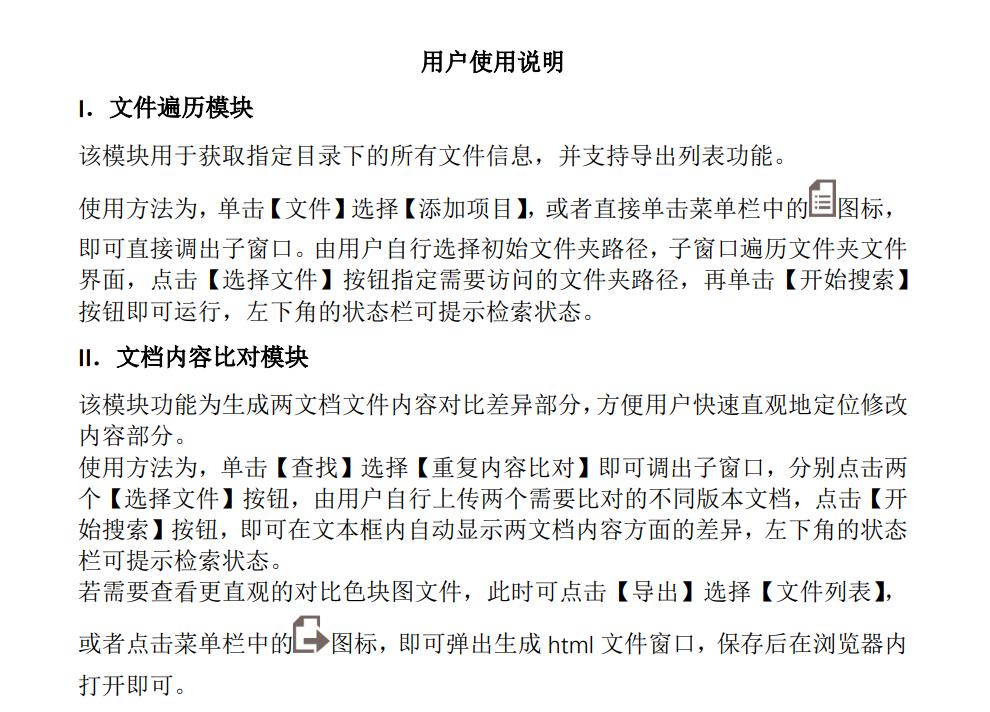 用户使用说明
I．文件遍历模块
该模块用于获取指定目录下的所有文件信息，并支持导出列表功能。
使用方法为，单击【文件】选择【添加项目】，或者直接单击菜单栏中的图标，
即可直接调出子窗口。由用户自行选择初始文件夹路径，子窗口遍历文件夹文件
界面，点击【选择文件】按钮指定需要访问的文件夹路径，再单击【开始搜索】
按钮即可运行，左下角的状态栏可提示检索状态。
II．文档内容比对模块
该模块功能为生成两文档文件内容对比差异部分，方便用户快速直观地定位修改
内容部分。
使用方法为，单击【查找】选择【重复内容比对】即可调出子窗口，分别点击两
个【选择文件】按钮，由用户自行上传两个需要比对的不同版本文档，点击【开
始搜索】按钮，即可在文本框内自动显示两文档内容方面的差异，左下角的状态
栏可提示检索状态。
若需要查看更直观的对比色块图文件，此时可点击【导出】选择【文件列表】，
或者点击菜单栏中的图标，即可弹出生成 html 文件窗口，保存后在浏览器内
打开即可。